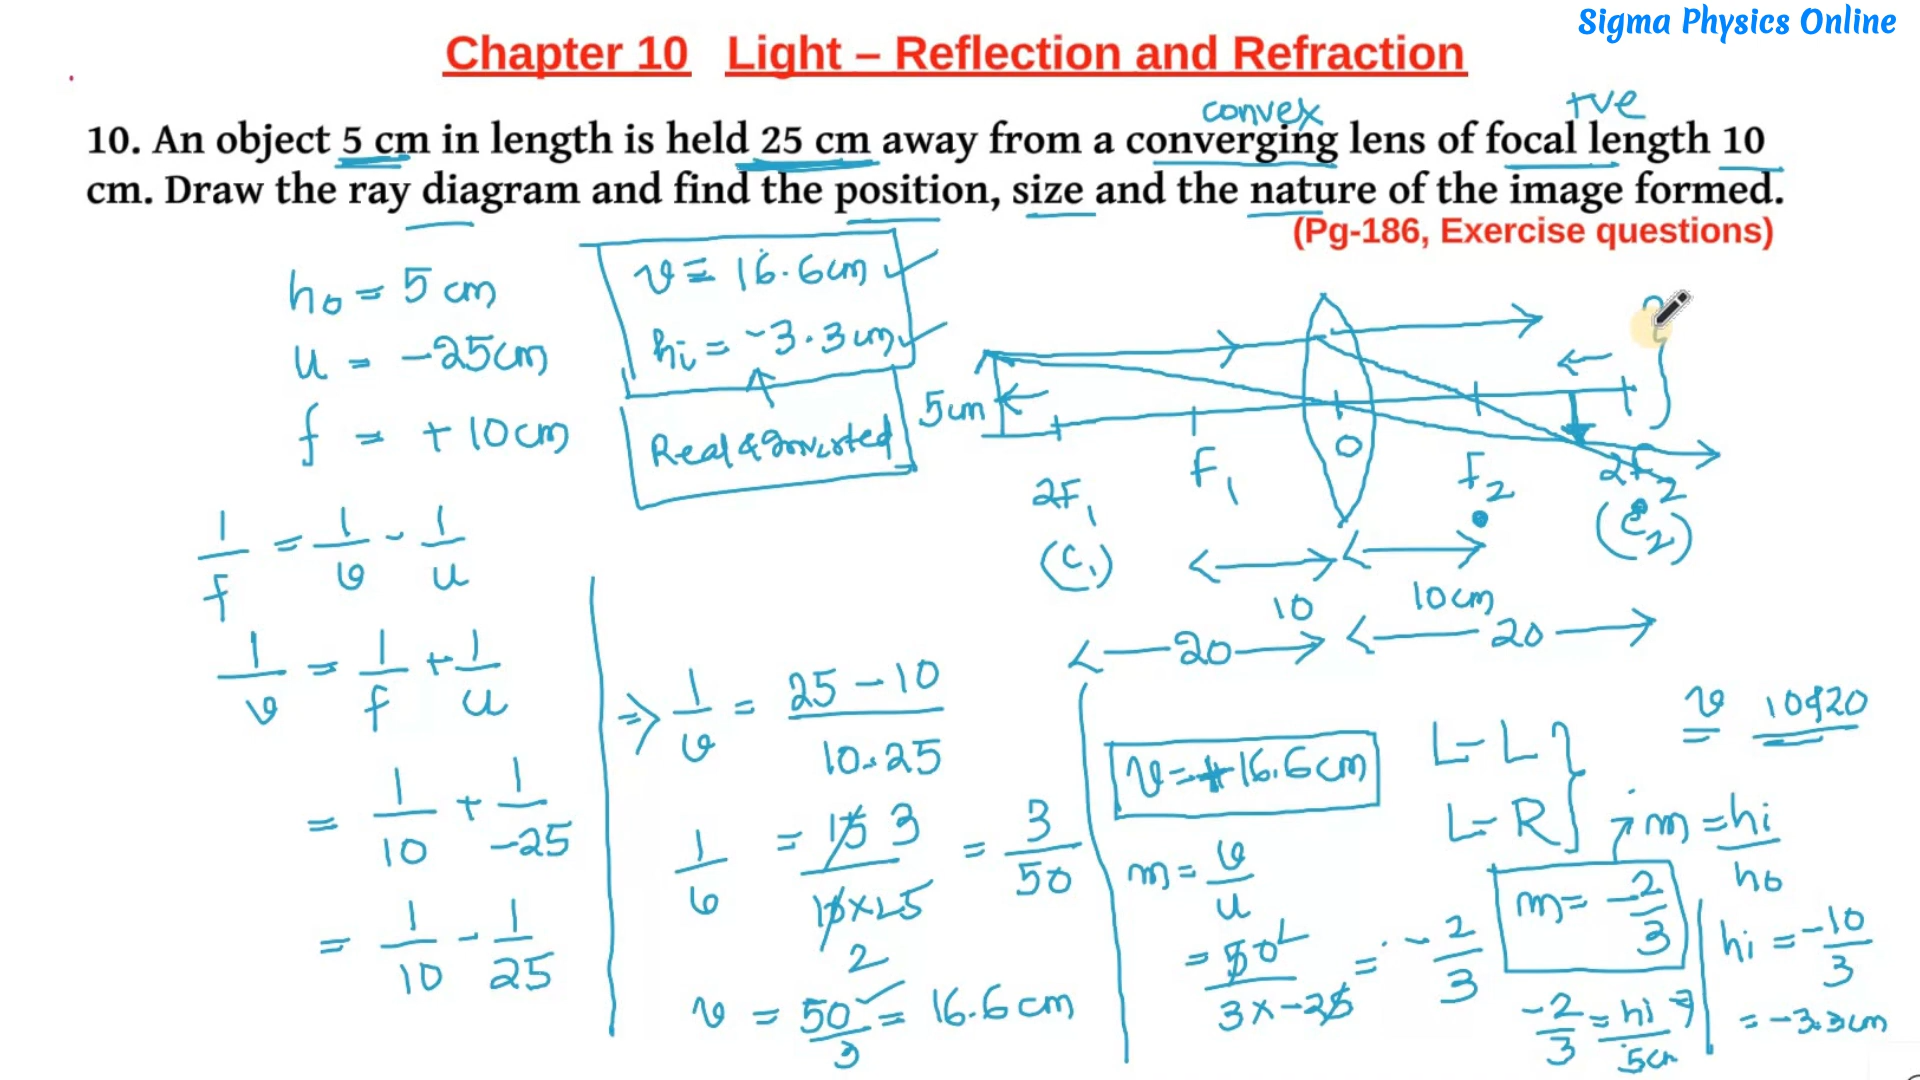 Sigma Physics Online
Chapter 10 Light – Reflection and Refraction
convex +ve
10. An object 5 cm in length is held 25 cm away from a converging lens of focal length 10
cm. Draw the ray diagram and find the position, size and the nature of the image formed.
(Pg-186, Exercise questions)
h₀ = 5 cm
u = -25cm
f = +10cm
1/f = 1/v - 1/u
1/v = 1/f + 1/u
= 1/10 + 1/-25
= 1/10 - 1/25
v = 16.6cm
hi = -3.3cm
Real & Inverted
5cm
2F₁
(C₁)
F₁
O
F₂
2F₂
(C₂)
10
10cm
20
20
⇒ 1/v = 25 - 10 / 10×25
1/v = 15 3 / 10×25 2 = 3/50
v = 50/3 = 16.6cm
v = +16.6cm
m = v/u
= 50/3×-25 = -2/3
L-L
L-R
v 10&20
m = hi/ho
m = -2/3
-2/3 = hi/5cm
hi = -10/3
= -3.3cm